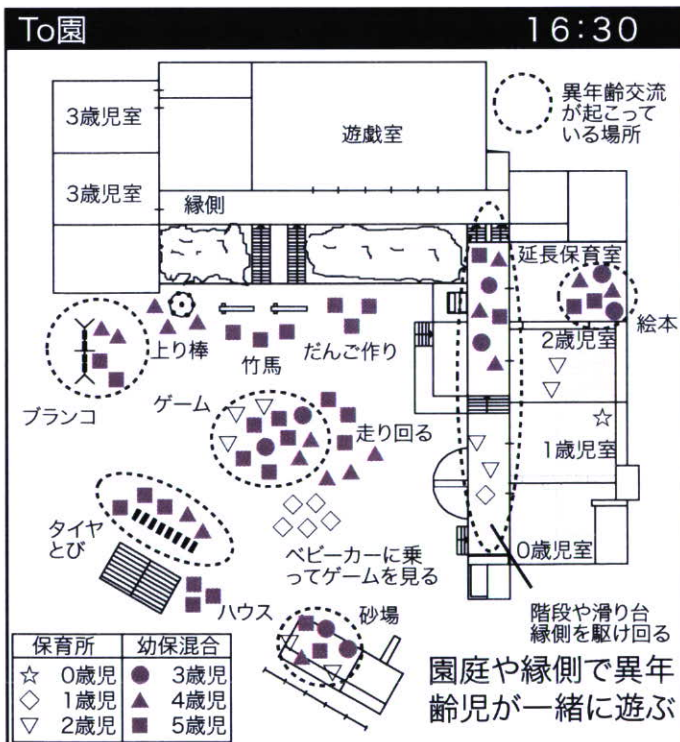 To園 16:30
異年齢交流
が起こって
いる場所
3歳児室
遊戯室
3歳児室
縁側
延長保育室
絵本
2歳児室
上り棒
竹馬
だんご作り
ブランコ
ゲーム
走り回る
1歳児室
タイヤ
とび
ベビーカーに乗
ってゲームを見る
0歳児室
ハウス
砂場
階段や滑り台
縁側を駆け回る
保育所 幼保混合
☆ 0歳児 ● 3歳児
◇ 1歳児 ▲ 4歳児
▽ 2歳児 ■ 5歳児
園庭や縁側で異年
齢児が一緒に遊ぶ